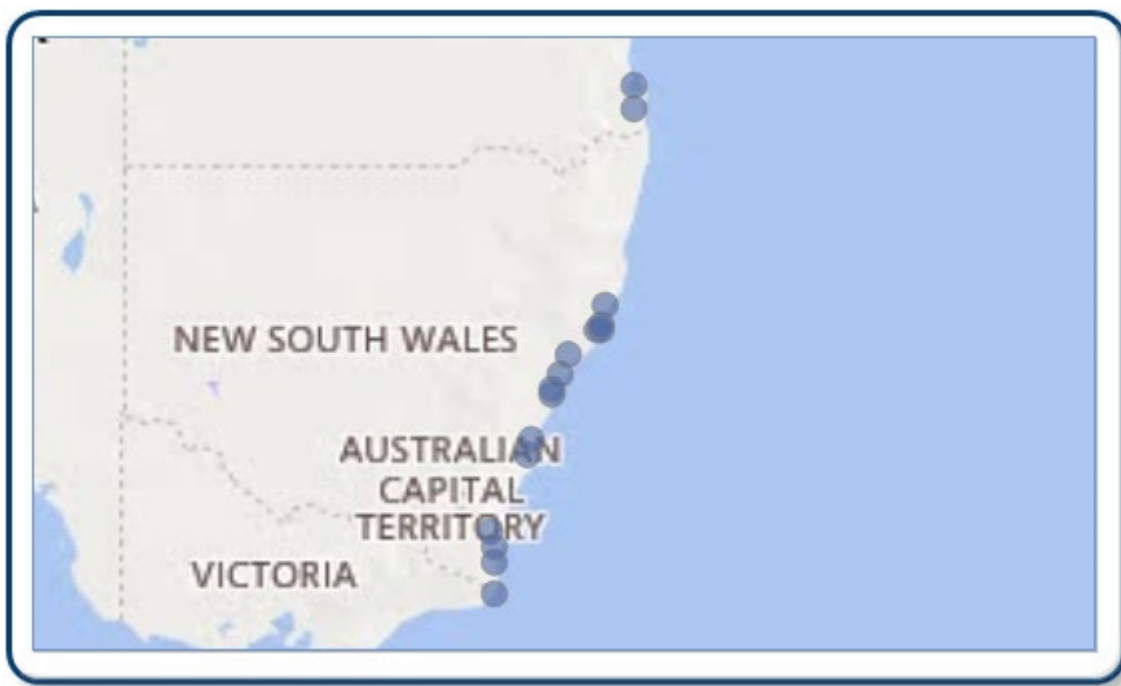 NEW SOUTH WALES
AUSTRALIAN
CAPITAL
TERRITORY
VICTORIA